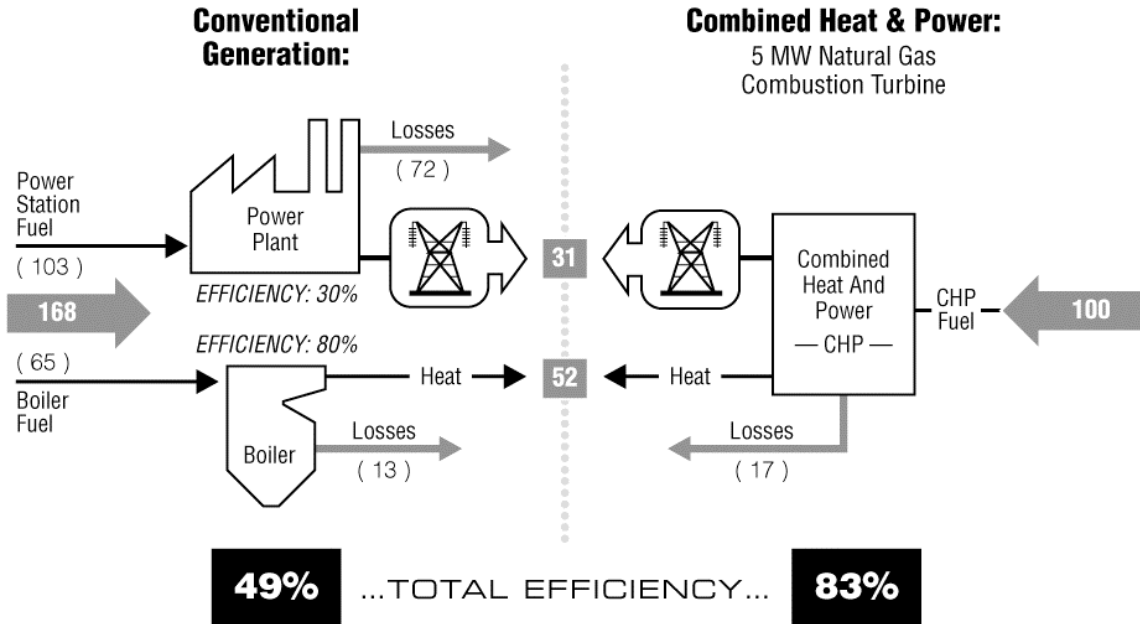 Conventional
Generation:
Combined Heat & Power:
5 MW Natural Gas
Combustion Turbine
Losses
( 72 )
Power
Station
Fuel
( 103 )
Power
Plant
EFFICIENCY: 30%
168
31
Combined
Heat And
Power
— CHP —
CHP
Fuel
100
EFFICIENCY: 80%
( 65 )
Boiler
Fuel
Heat
52
Heat
Boiler
Losses
( 13 )
Losses
( 17 )
49% ...TOTAL EFFICIENCY... 83%